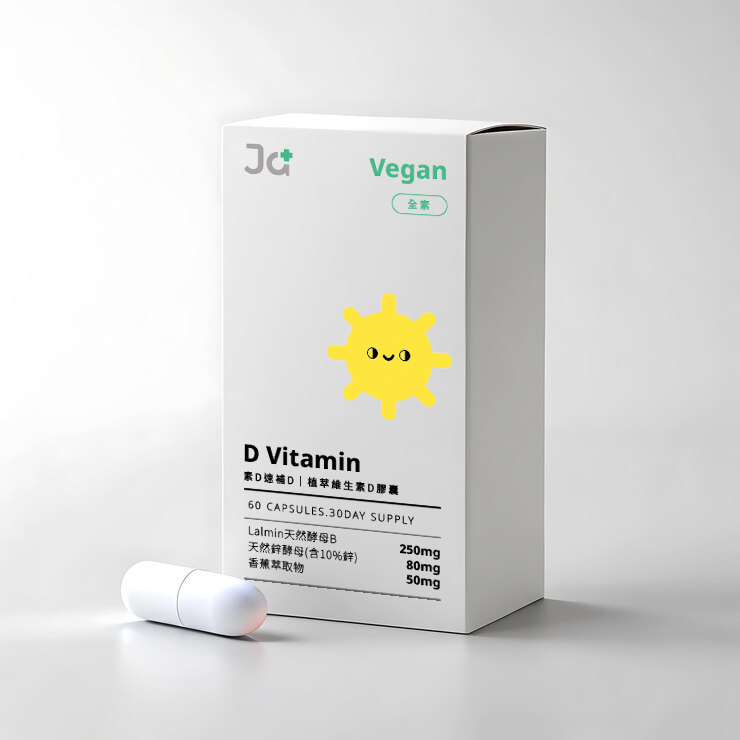 JG+
Vegan
全素
D Vitamin
素D速補D｜植萃維生素D膠囊
60 CAPSULES.30DAY SUPPLY
Lalmin天然酵母B 250mg
天然鋅酵母(含10%鋅) 80mg
香蕉萃取物 50mg